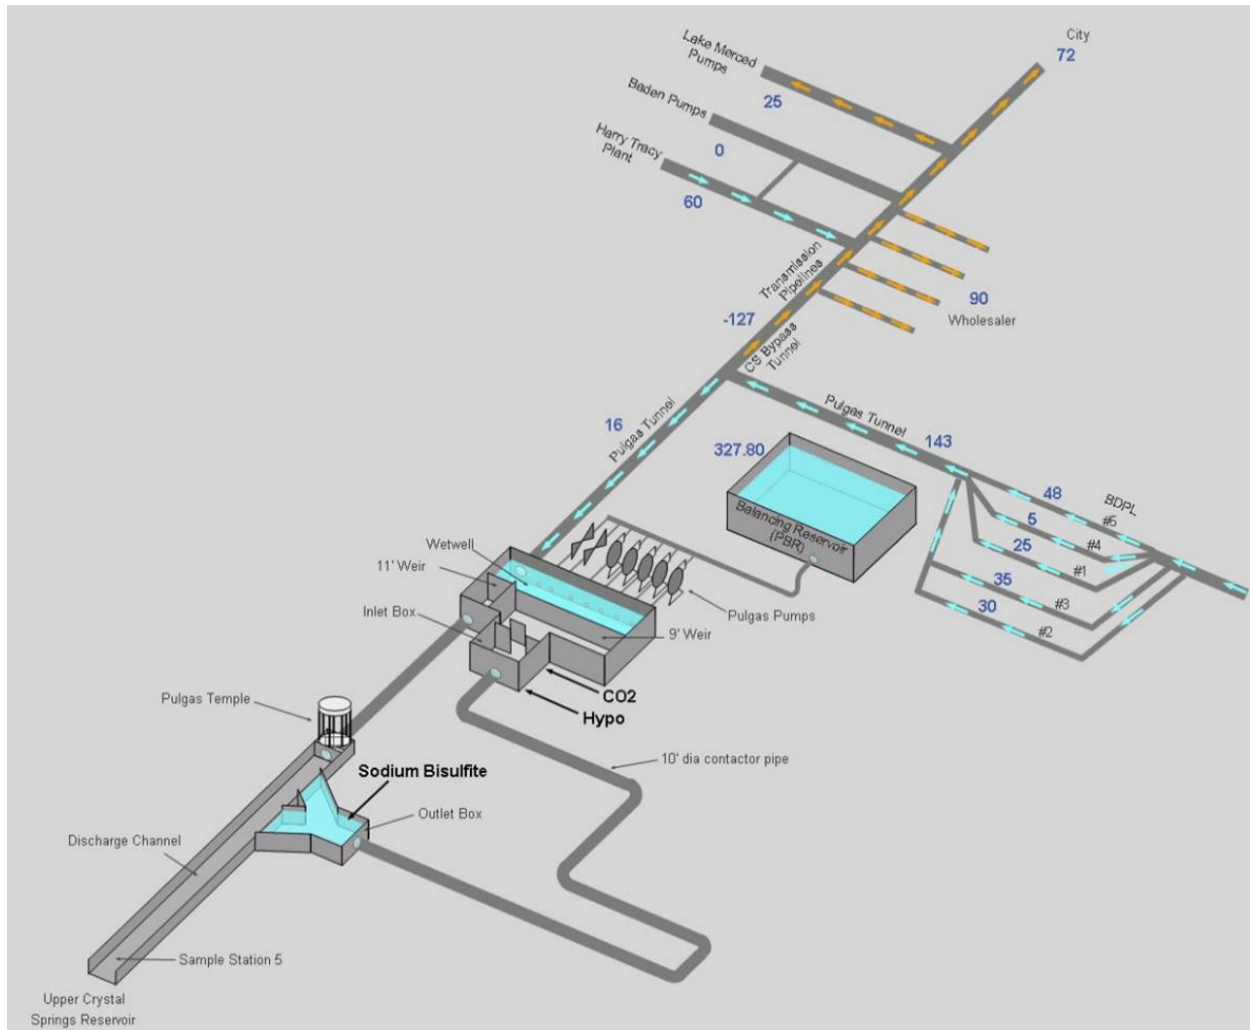 City
72
Lake Merced
Pumps
25
Baden Pumps
0
Harry Tracy
Plant
60
Transmission
Pipelines
90
Wholesaler
-127
CS Bypass
Tunnel
16
Pulgas Tunnel
Pulgas Tunnel
143
327.80
Balancing Reservoir
(PBR)
BDPL
48
#5
5
#4
25
#1
35
#3
30
#2
Wetwell
11' Weir
Inlet Box
Pulgas Pumps
9' Weir
CO2
Hypo
Pulgas Temple
10' dia contactor pipe
Sodium Bisulfite
Outlet Box
Discharge Channel
Sample Station 5
Upper Crystal
Springs Reservoir